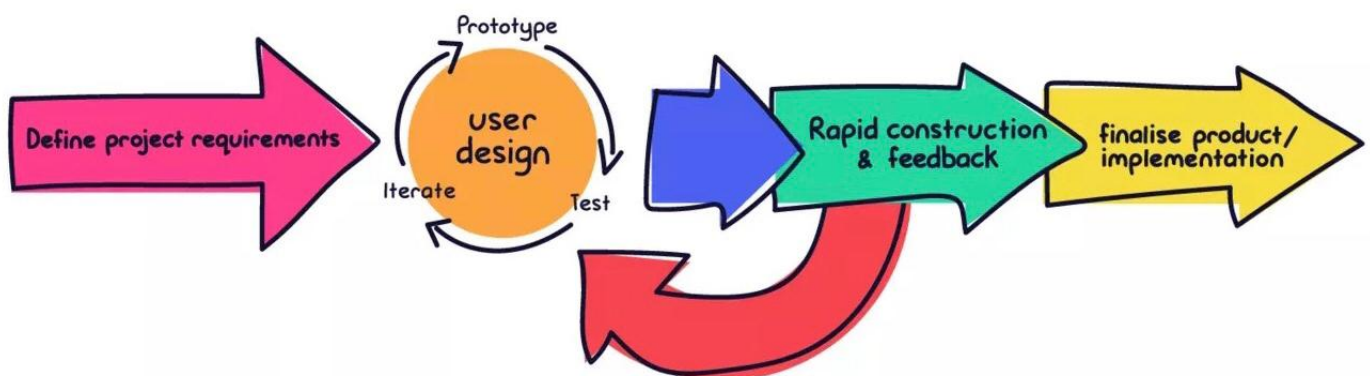 Define project requirements
Prototype
user
design
Iterate
Test
Rapid construction
& feedback
finalise product/
implementation